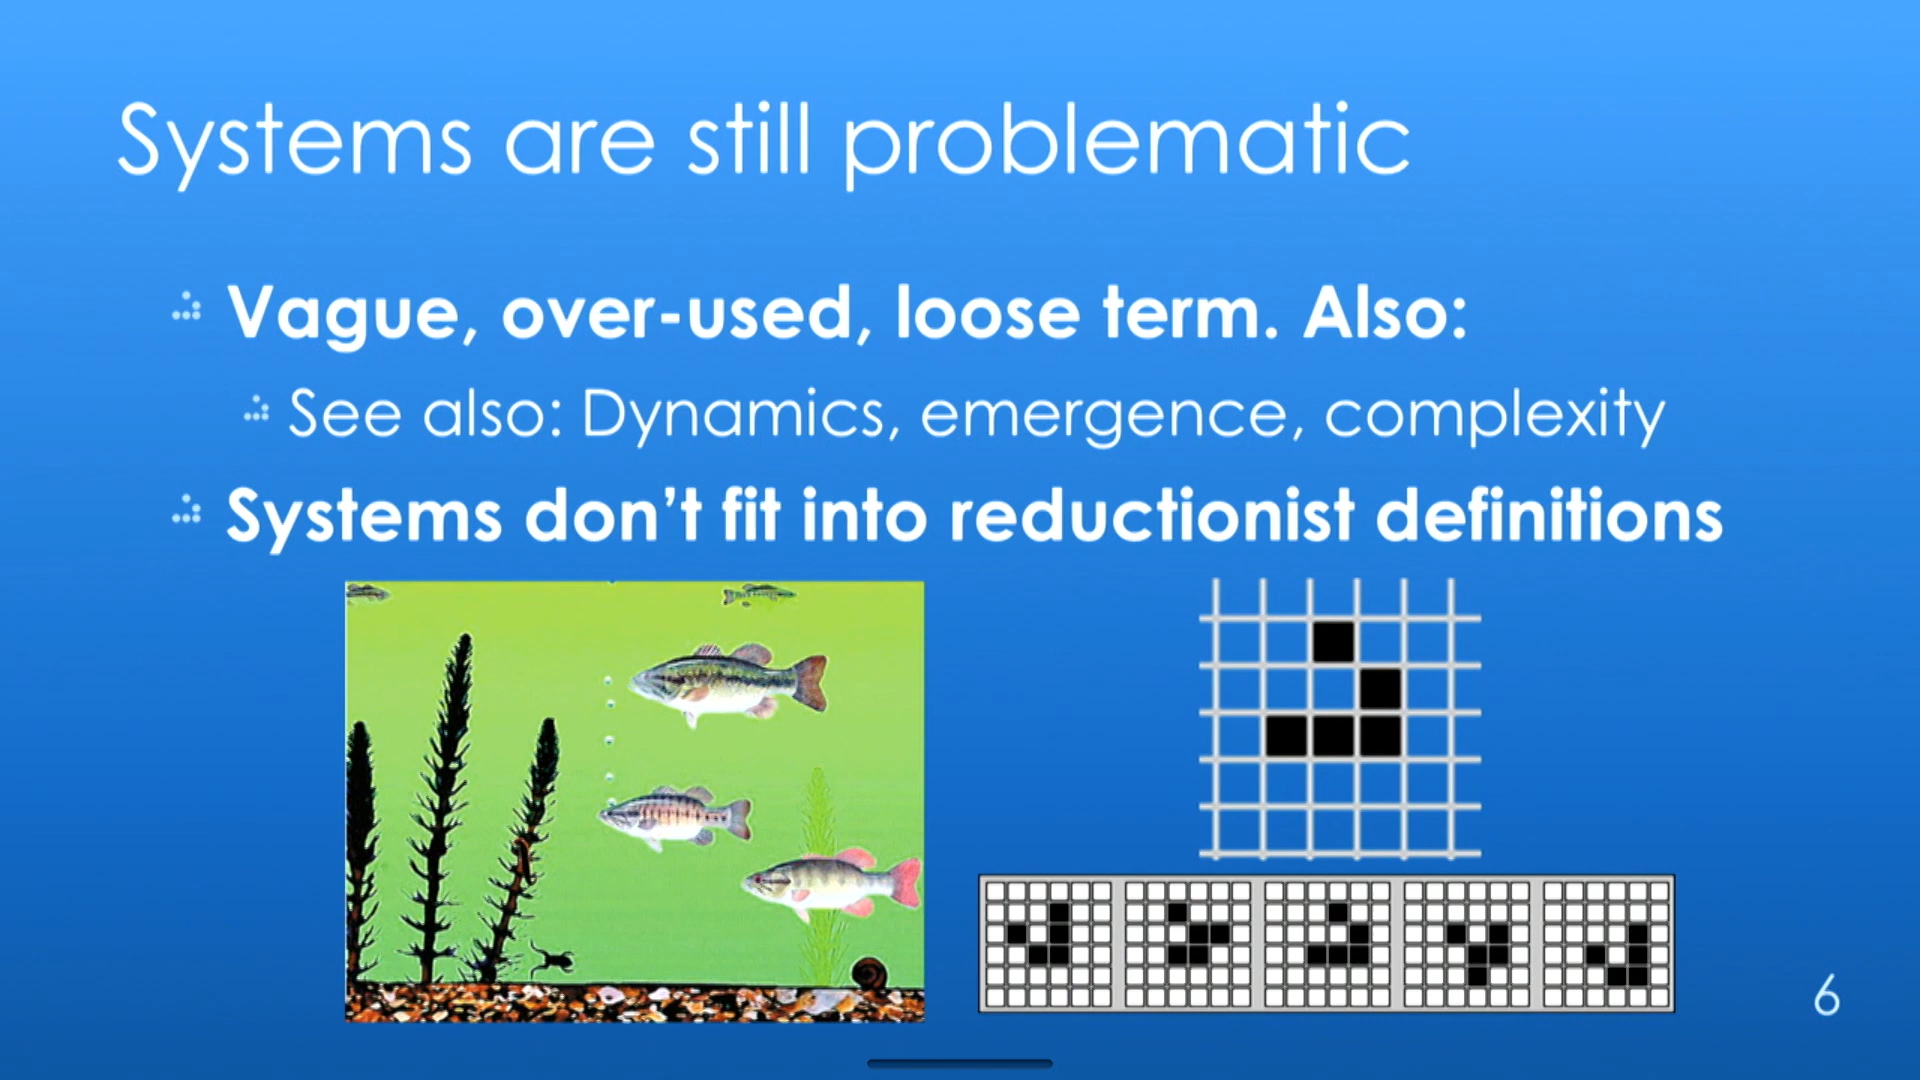 Systems are still problematic
Vague, over-used, loose term. Also:
See also: Dynamics, emergence, complexity
Systems don’t fit into reductionist definitions
6